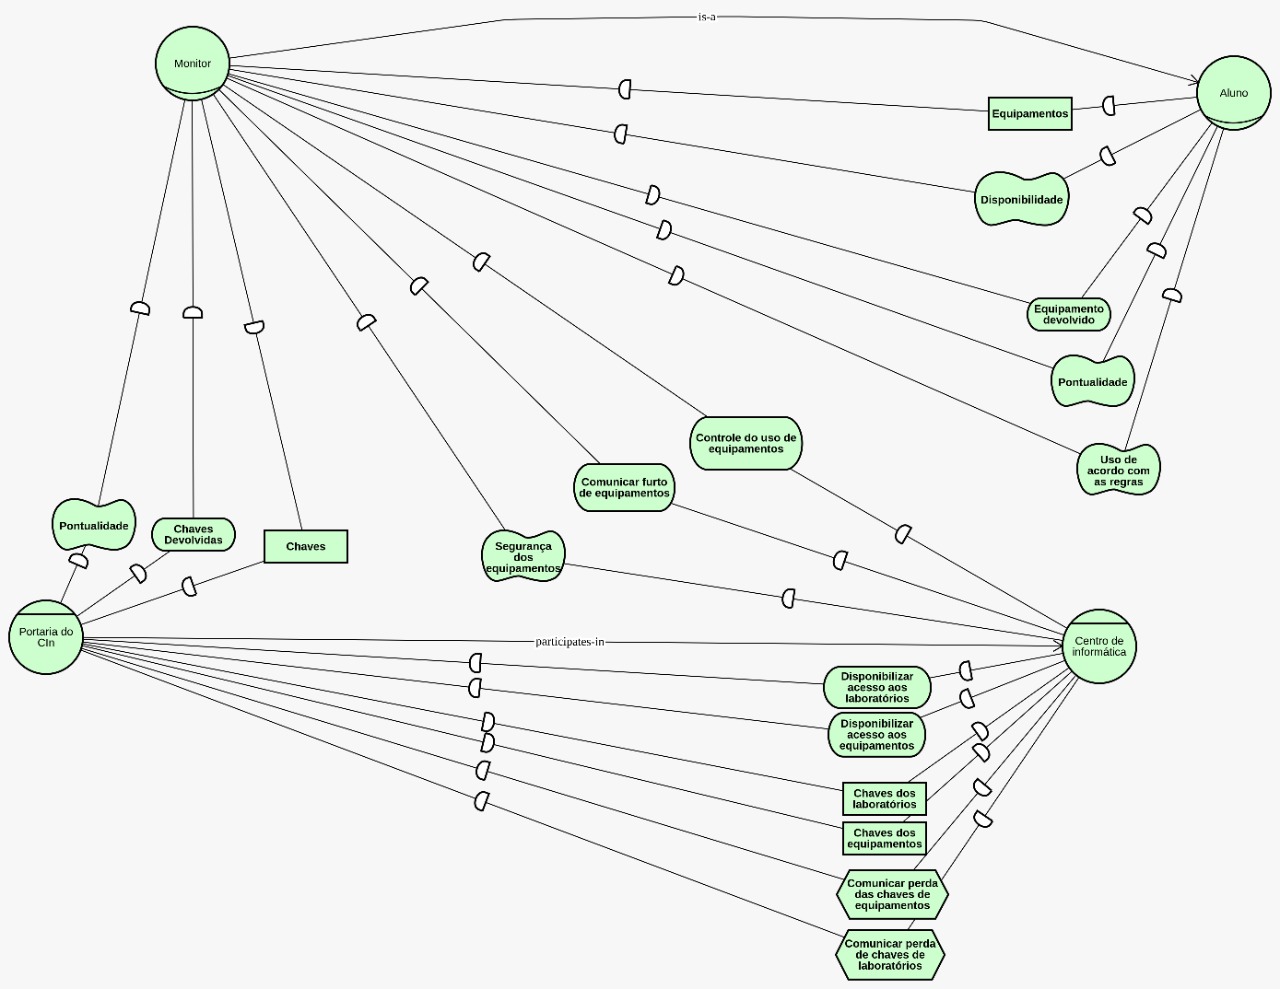 is-a
Monitor
Aluno
Equipamentos
Disponibilidade
Equipamento
devolvido
Pontualidade
Uso de
acordo com
as regras
Controle do uso de
equipamentos
Comunicar furto
de equipamentos
Segurança
dos
equipamentos
Pontualidade
Chaves
Devolvidas
Chaves
Portaria do
CIn
participates-in
Centro de
informática
Disponibilizar
acesso aos
laboratórios
Disponibilizar
acesso aos
equipamentos
Chaves dos
laboratórios
Chaves dos
equipamentos
Comunicar perda
das chaves de
equipamentos
Comunicar perda
de chaves de
laboratórios